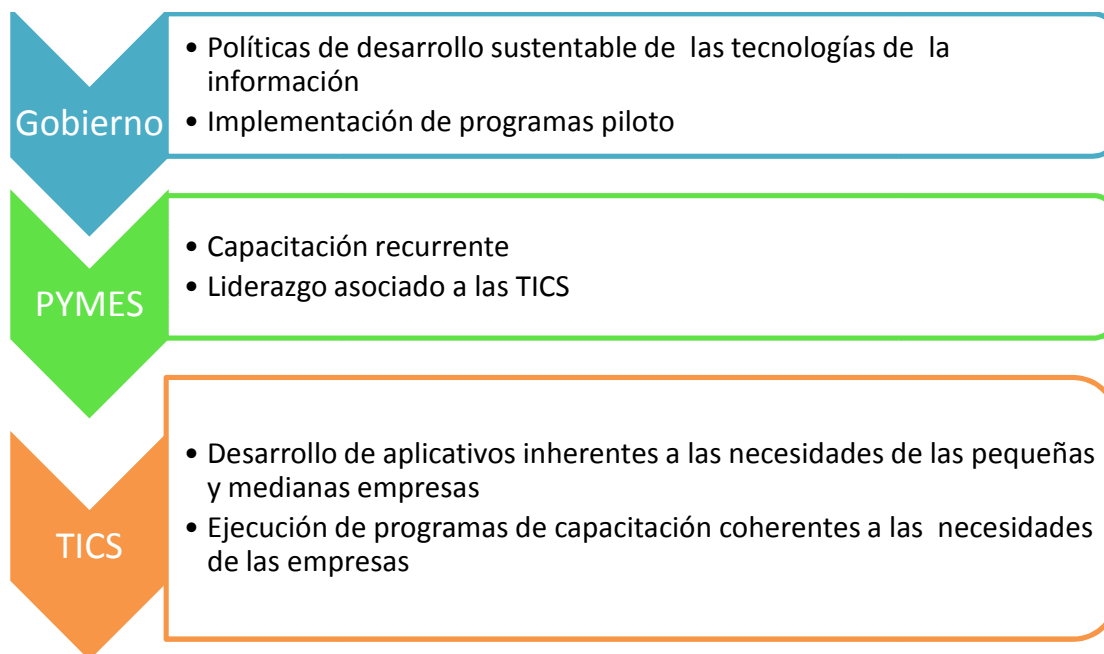 Gobierno
• Políticas de desarrollo sustentable de las tecnologías de la
información
• Implementación de programas piloto
PYMES
• Capacitación recurrente
• Liderazgo asociado a las TICS
TICS
• Desarrollo de aplicativos inherentes a las necesidades de las pequeñas
y medianas empresas
• Ejecución de programas de capacitación coherentes a las necesidades
de las empresas